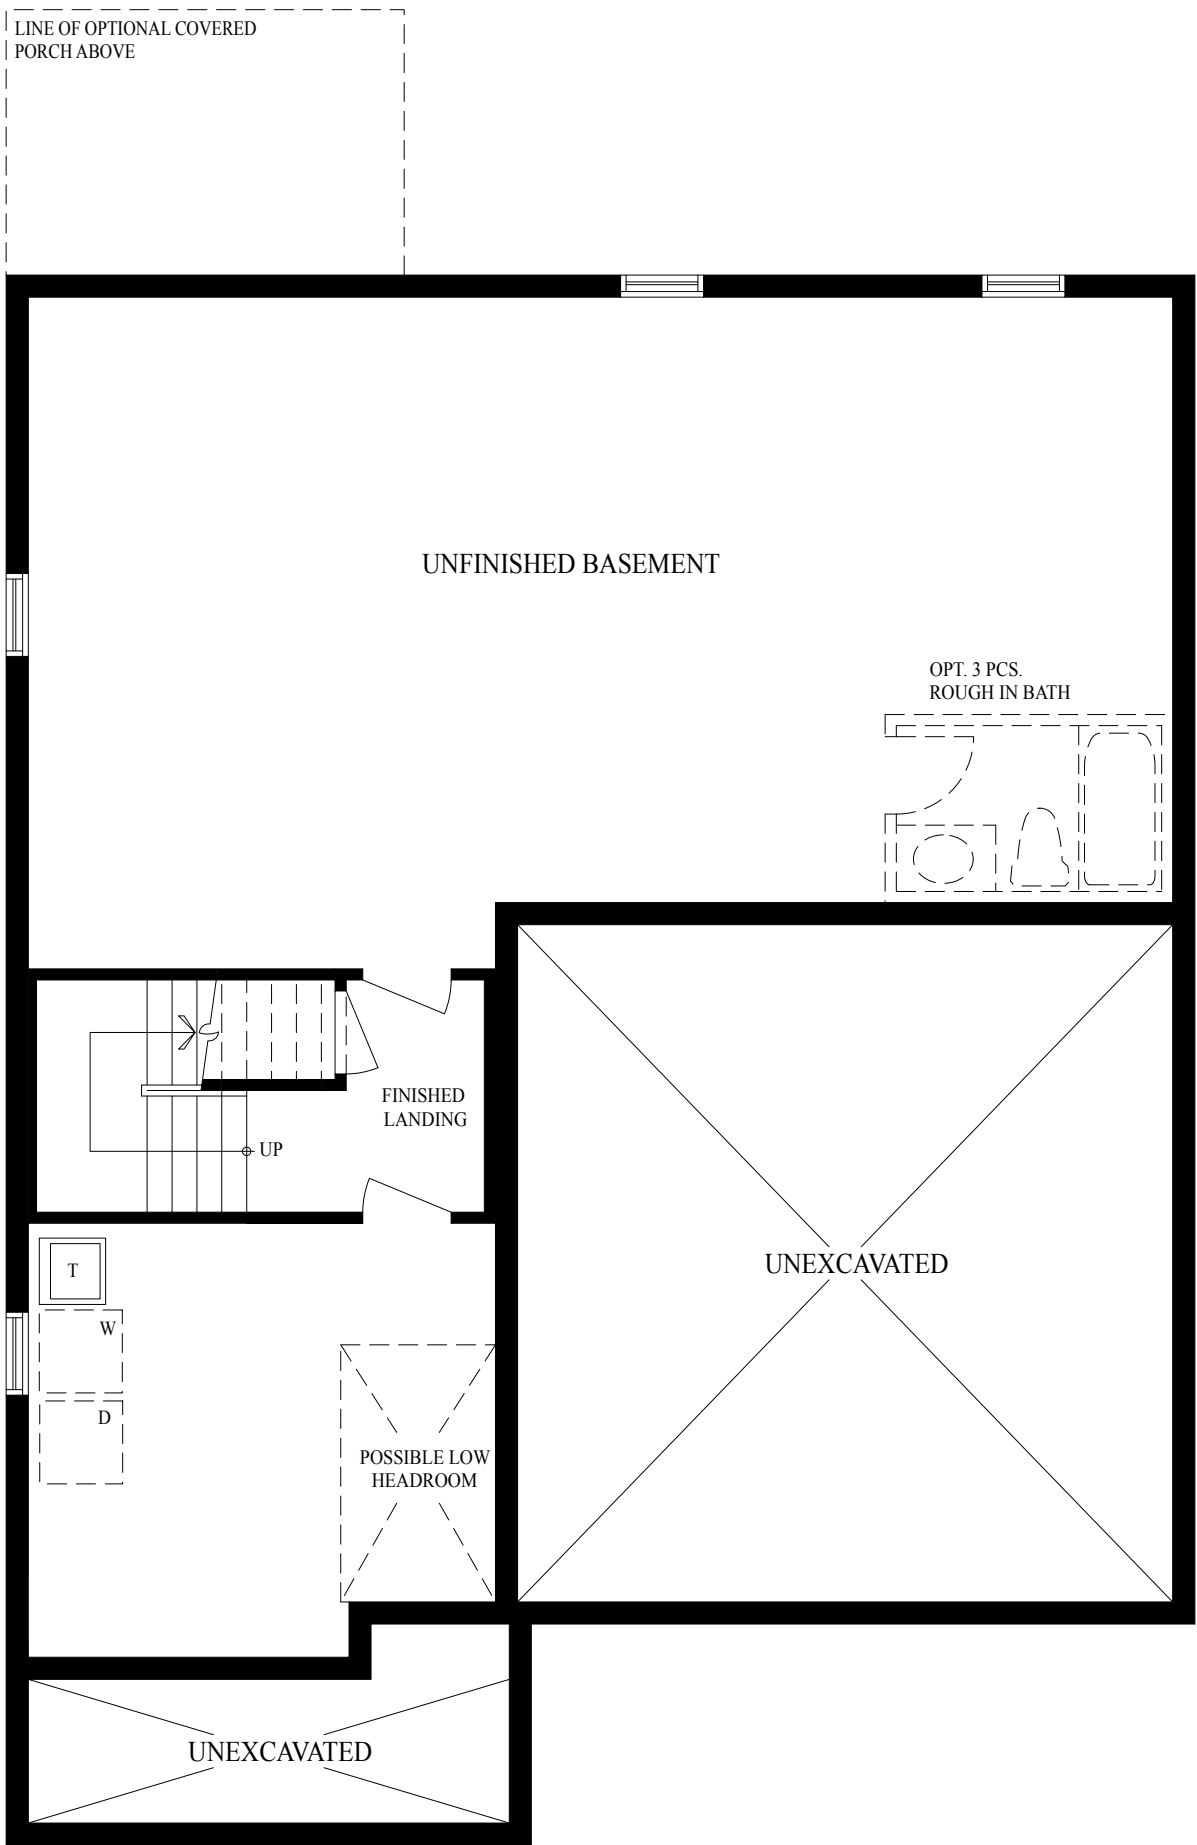 LINE OF OPTIONAL COVERED
PORCH ABOVE
UNFINISHED BASEMENT
OPT. 3 PCS.
ROUGH IN BATH
FINISHED
LANDING
UP
T
W
D
UNEXCAVATED
POSSIBLE LOW
HEADROOM
UNEXCAVATED